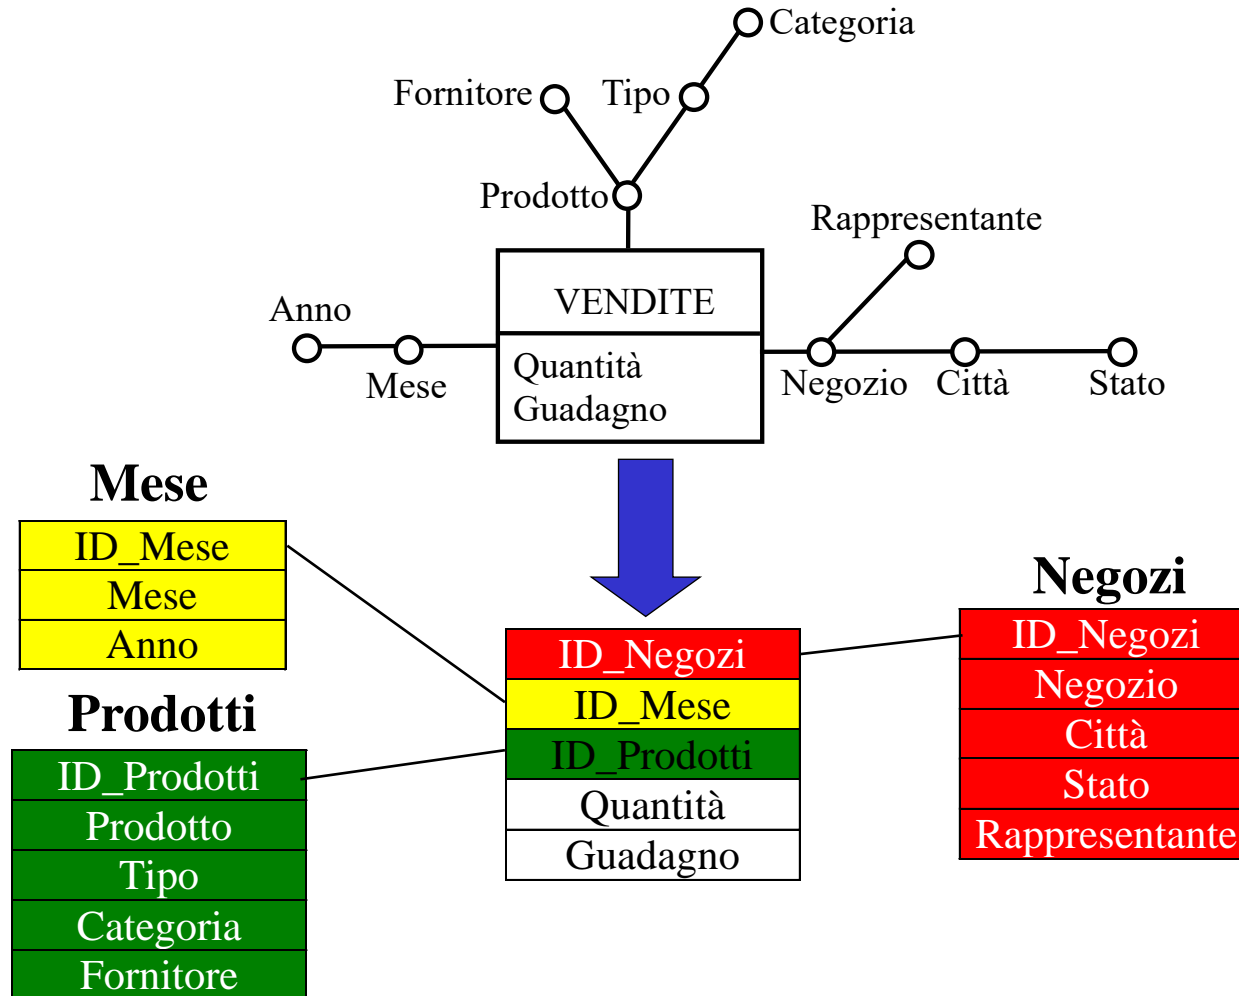 Categoria
Fornitore
Tipo
Prodotto
Rappresentante
Anno
VENDITE
Mese
Quantità
Guadagno
Negozio
Città
Stato
Mese
ID_Mese
Mese
Anno
Prodotti
ID_Prodotti
Prodotto
Tipo
Categoria
Fornitore
ID_Negozi
ID_Mese
ID_Prodotti
Quantità
Guadagno
Negozi
ID_Negozi
Negozio
Città
Stato
Rappresentante